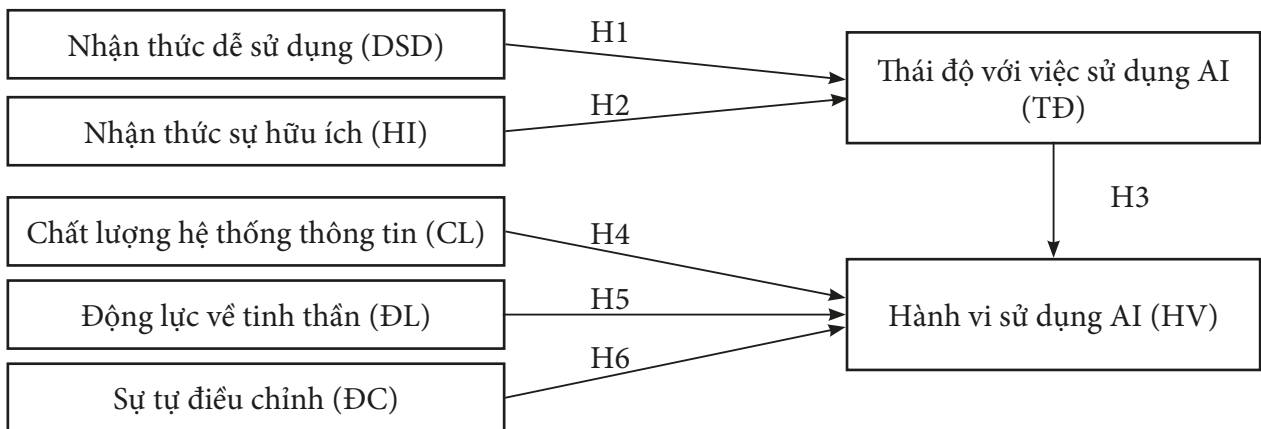 Nhận thức dễ sử dụng (DSD)
H1
Thái độ với việc sử dụng AI
(TĐ)
Nhận thức sự hữu ích (HI)
H2
H3
Chất lượng hệ thống thông tin (CL)
H4
Động lực về tinh thần (ĐL)
H5
Hành vi sử dụng AI (HV)
H6
Sự tự điều chỉnh (ĐC)